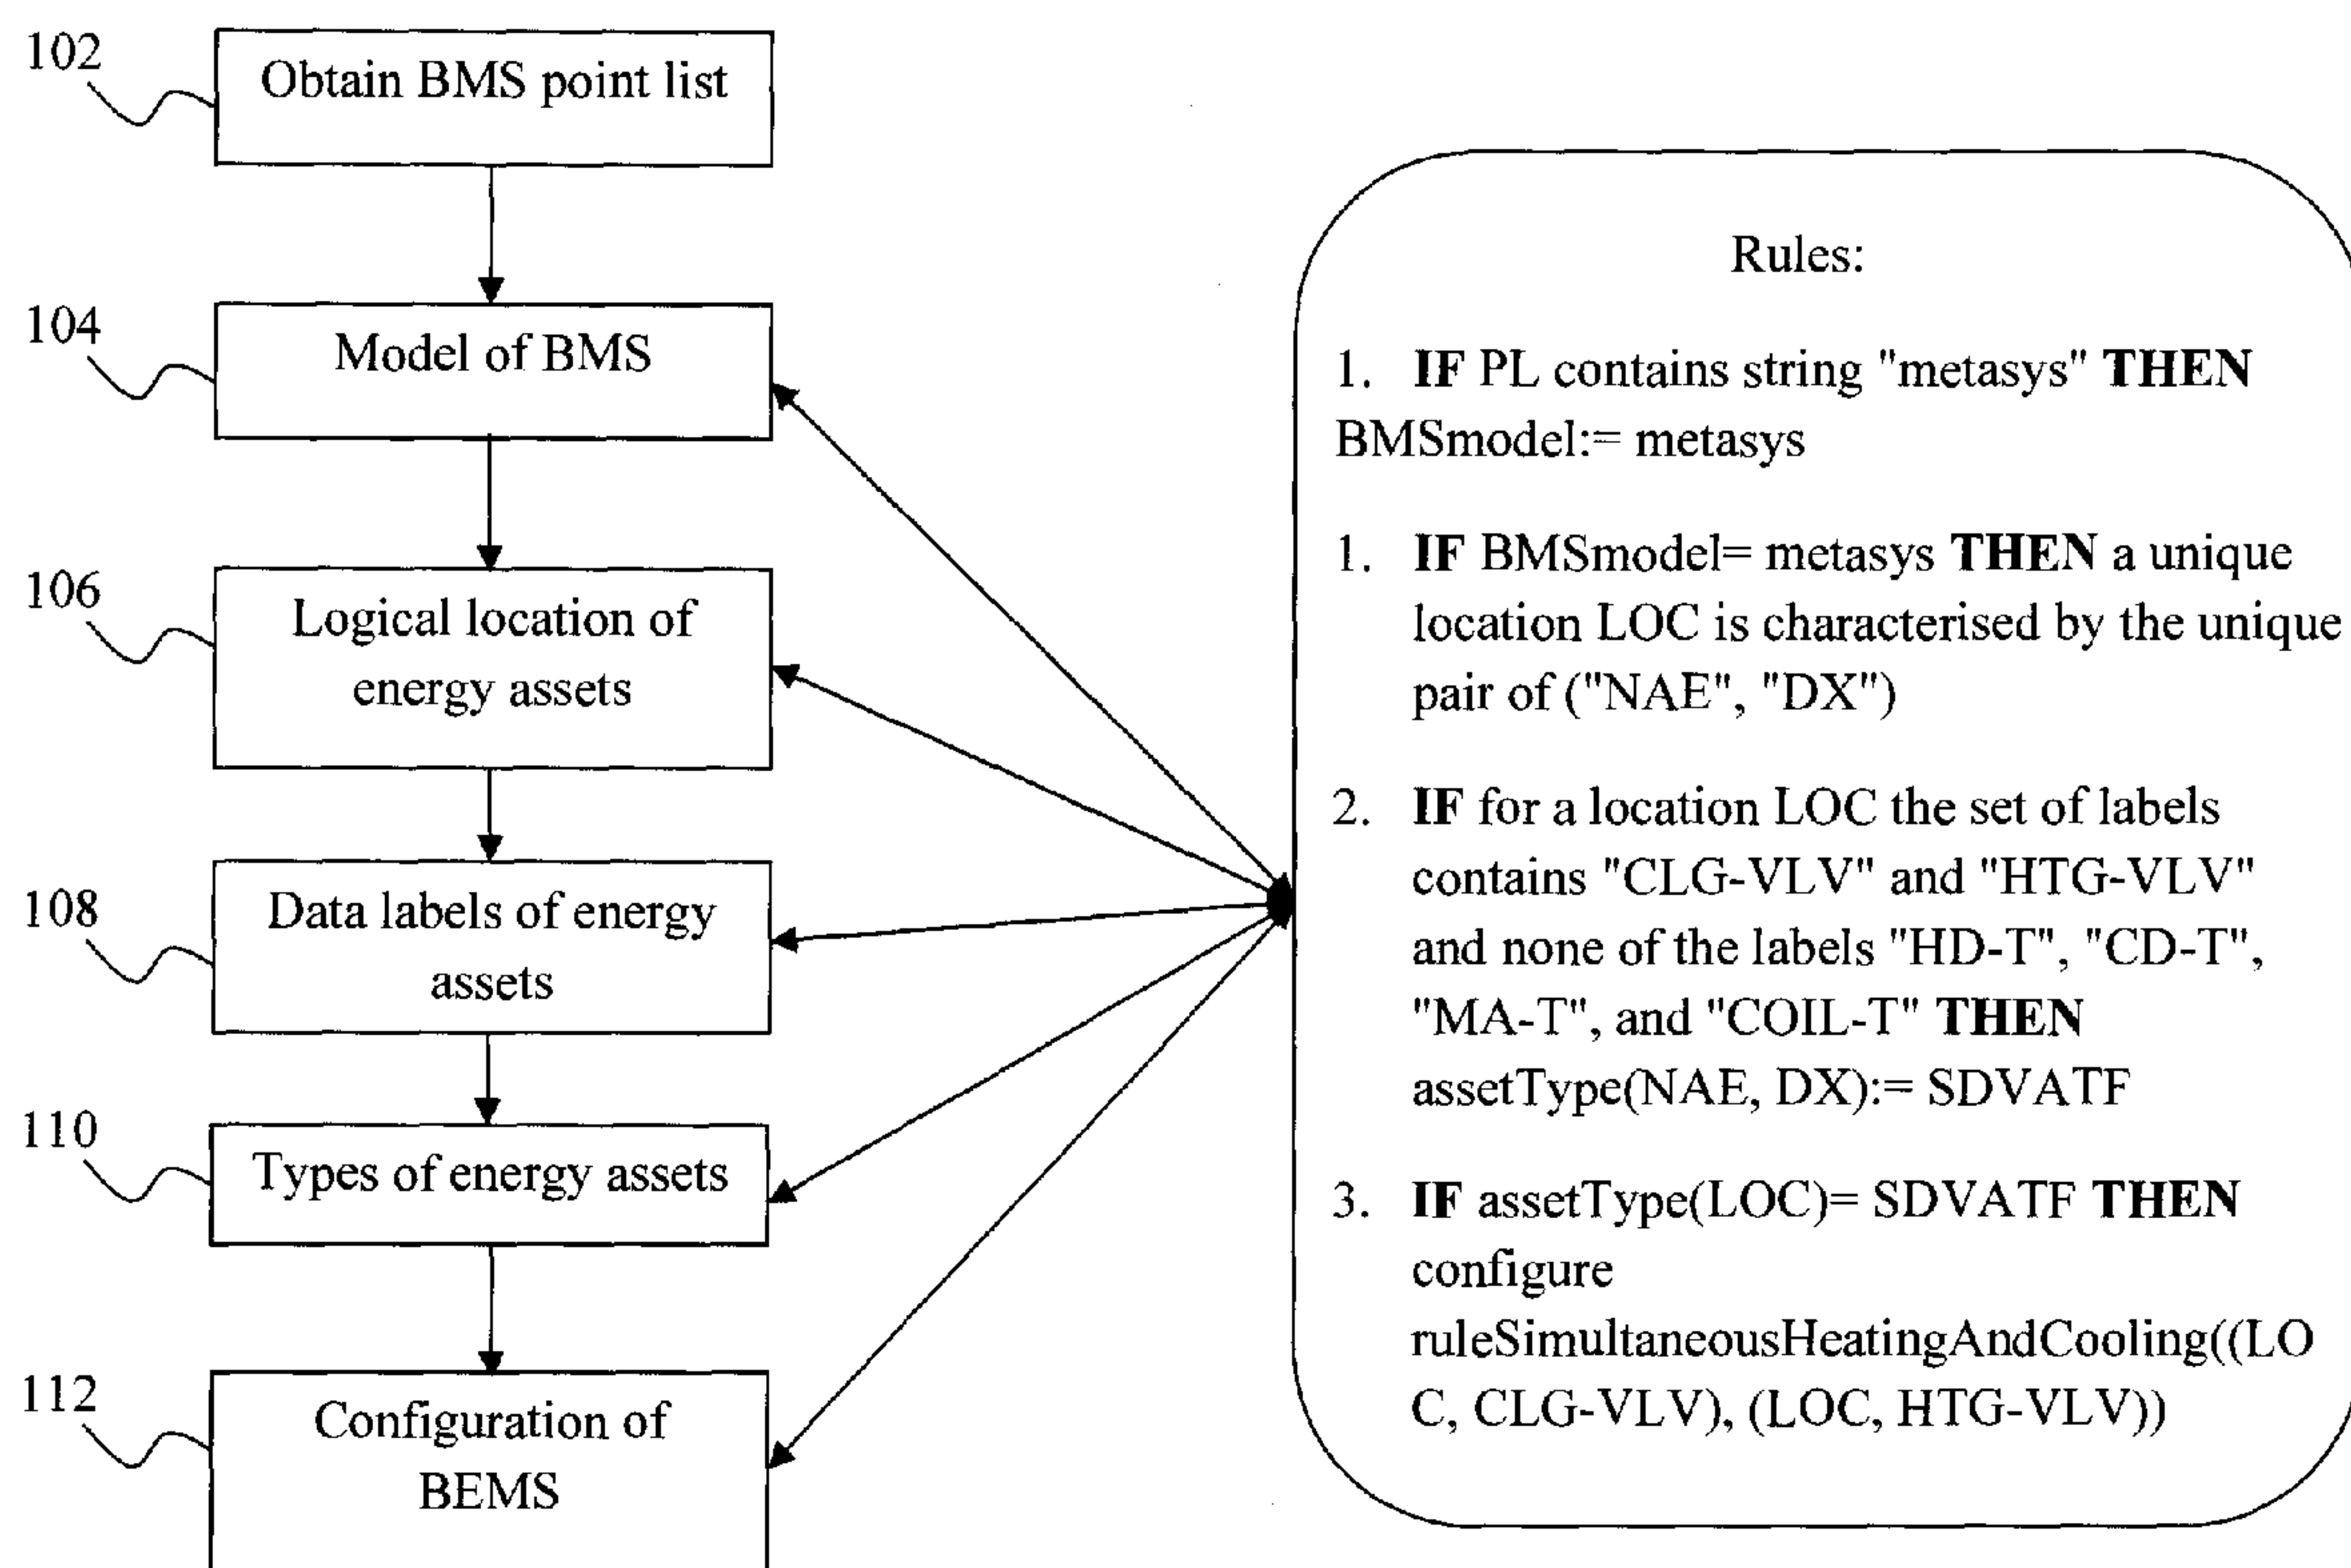 102
Obtain BMS point list
104
Model of BMS
106
Logical location of
energy assets
108
Data labels of energy
assets
110
Types of energy assets
112
Configuration of
BEMS
Rules:
1. IF PL contains string "metasys" THEN
BMSmodel:= metasys
1. IF BMSmodel= metasys THEN a unique
location LOC is characterised by the unique
pair of ("NAE", "DX")
2. IF for a location LOC the set of labels
contains "CLG-VLV" and "HTG-VLV"
and none of the labels "HD-T", "CD-T",
"MA-T", and "COIL-T" THEN
assetType(NAE, DX):= SDVATF
3. IF assetType(LOC)= SDVATF THEN
configure
ruleSimultaneousHeatingAndCooling((LO
C, CLG-VLV), (LOC, HTG-VLV))